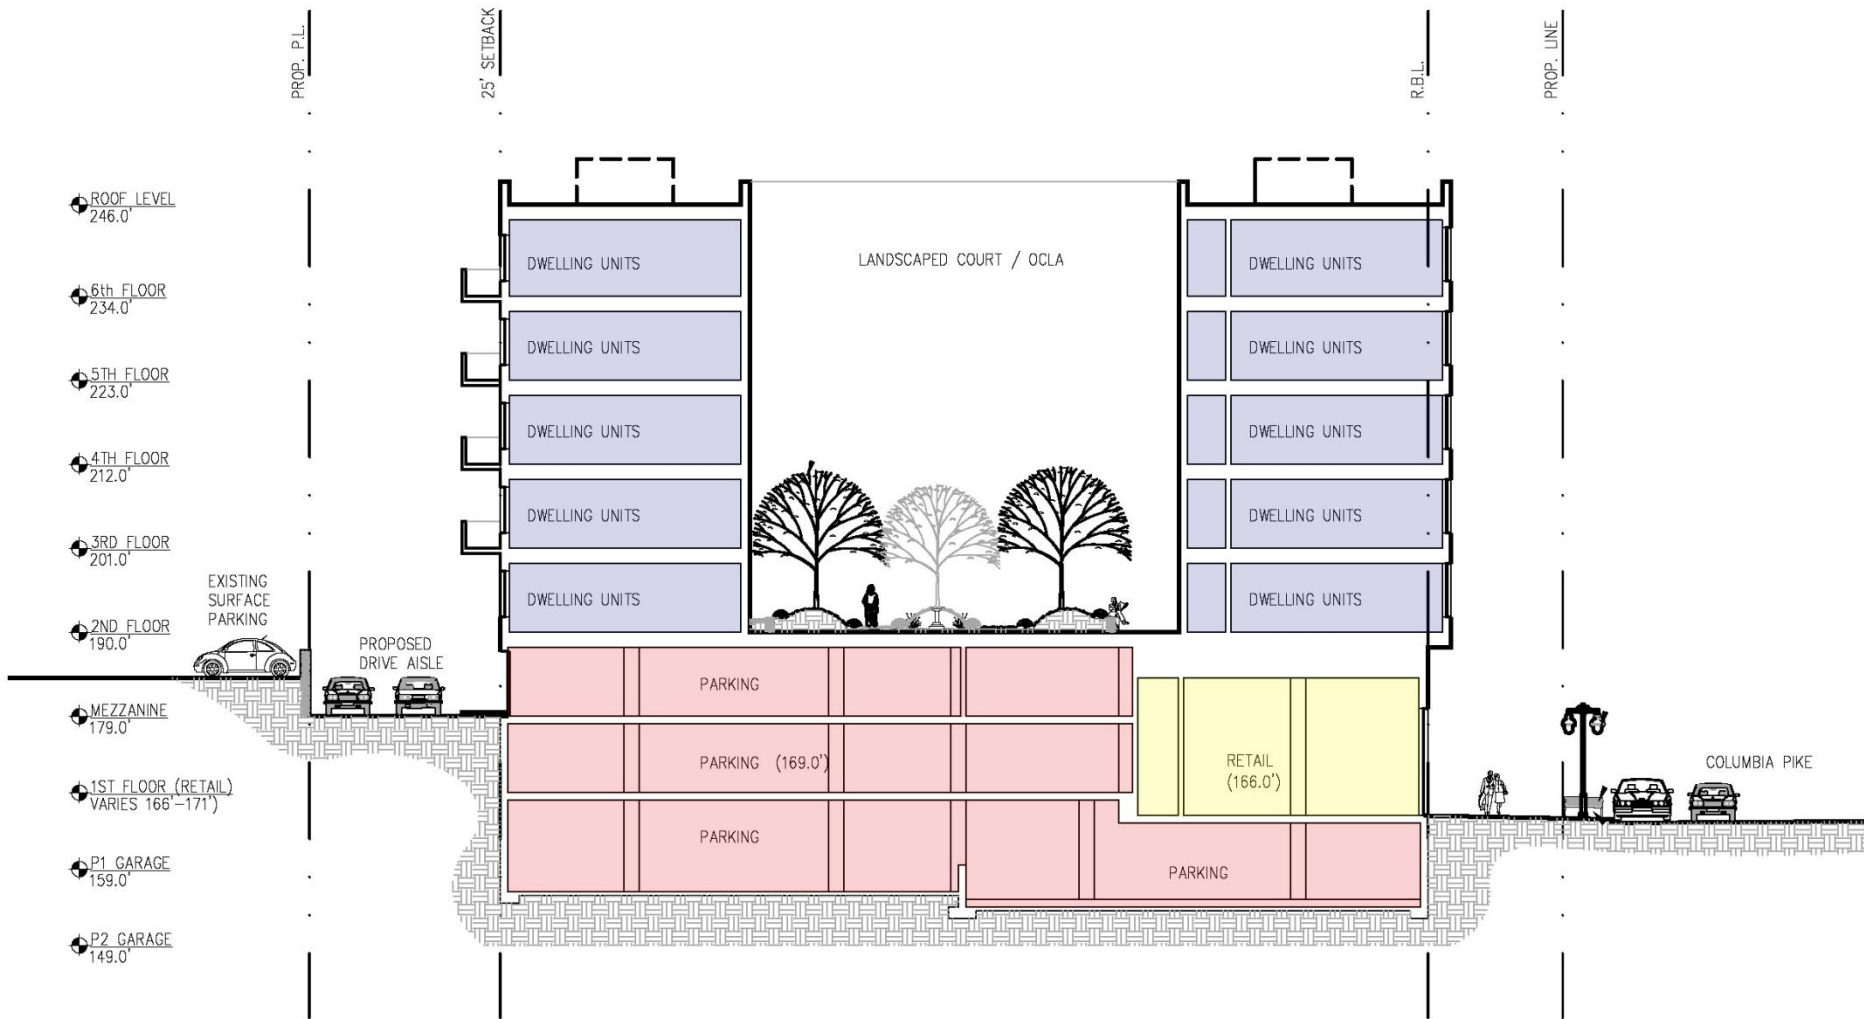 PROP. P.L.
25' SETBACK
R.B.L.
PROP. LINE
ROOF LEVEL
246.0'
6th FLOOR
234.0'
5TH FLOOR
223.0'
4TH FLOOR
212.0'
3RD FLOOR
201.0'
2ND FLOOR
190.0'
MEZZANINE
179.0'
1ST FLOOR (RETAIL)
VARIES 166'-171')
P1 GARAGE
159.0'
P2 GARAGE
149.0'
EXISTING
SURFACE
PARKING
PROPOSED
DRIVE AISLE
DWELLING UNITS
DWELLING UNITS
DWELLING UNITS
DWELLING UNITS
DWELLING UNITS
LANDSCAPED COURT / OCLA
DWELLING UNITS
DWELLING UNITS
DWELLING UNITS
DWELLING UNITS
DWELLING UNITS
PARKING
PARKING (169.0')
PARKING
PARKING
RETAIL
(166.0')
COLUMBIA PIKE